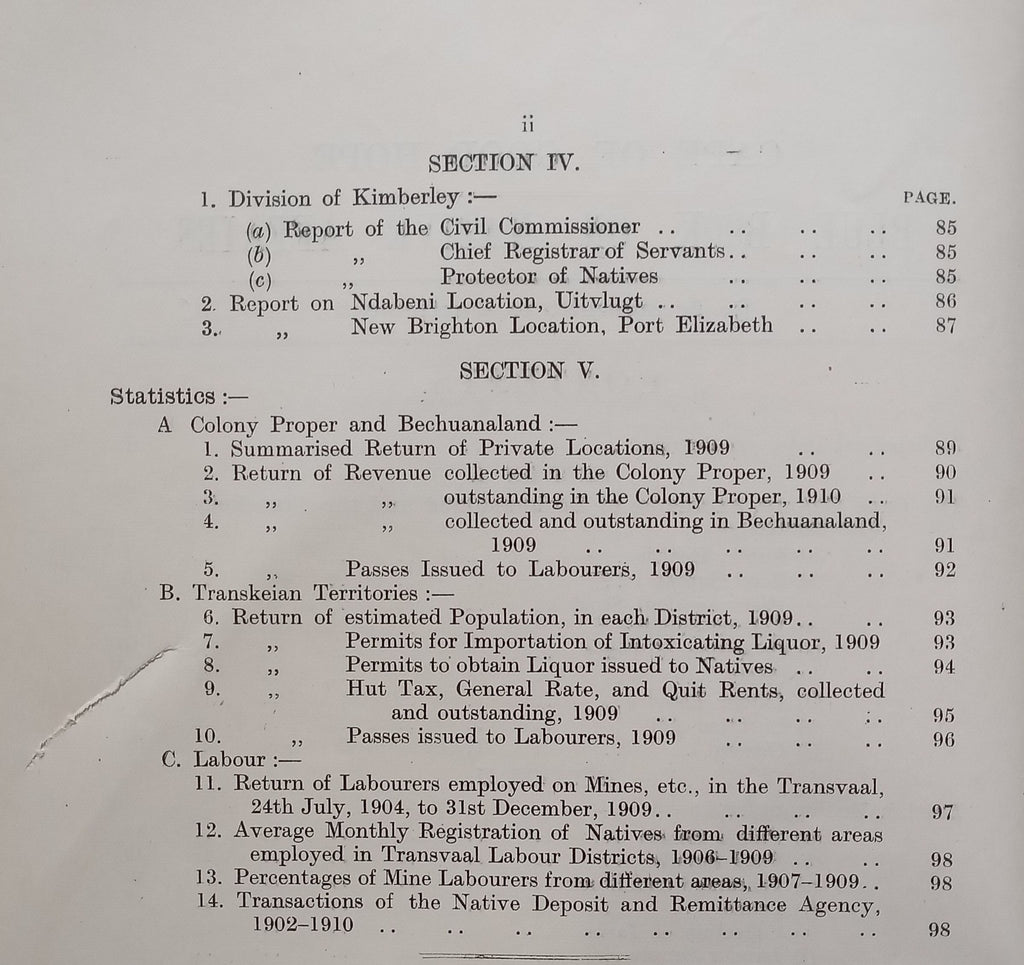 ii
SECTION IV.
1. Division of Kimberley :— PAGE.
(a) Report of the Civil Commissioner .. .. .. .. 85
(b) ,, Chief Registrar of Servants.. .. .. 85
(c) ,, Protector of Natives .. .. .. 85
2. Report on Ndabeni Location, Uitvlugt .. .. .. .. 86
3. ,, New Brighton Location, Port Elizabeth .. .. 87
SECTION V.
Statistics :—
A Colony Proper and Bechuanaland :—
1. Summarised Return of Private Locations, 1909 .. .. 89
2. Return of Revenue collected in the Colony Proper, 1909 .. 90
3. ,, ,, outstanding in the Colony Proper, 1910 .. 91
4. ,, ,, collected and outstanding in Bechuanaland,
1909 .. .. .. .. .. 91
5. ,, Passes Issued to Labourers, 1909 .. .. .. 92
B. Transkeian Territories :—
6. Return of estimated Population, in each District, 1909.. .. 93
7. ,, Permits for Importation of Intoxicating Liquor, 1909 93
8. ,, Permits to obtain Liquor issued to Natives .. .. 94
9. ,, Hut Tax, General Rate, and Quit Rents, collected
and outstanding, 1909 .. .. .. .. 95
10. ,, Passes issued to Labourers, 1909 .. .. .. 96
C. Labour :—
11. Return of Labourers employed on Mines, etc., in the Transvaal,
24th July, 1904, to 31st December, 1909.. .. .. .. 97
12. Average Monthly Registration of Natives from different areas
employed in Transvaal Labour Districts, 1906–1909 .. .. 98
13. Percentages of Mine Labourers from different areas, 1907–1909.. 98
14. Transactions of the Native Deposit and Remittance Agency,
1902–1910 .. .. .. .. .. .. .. .. 98